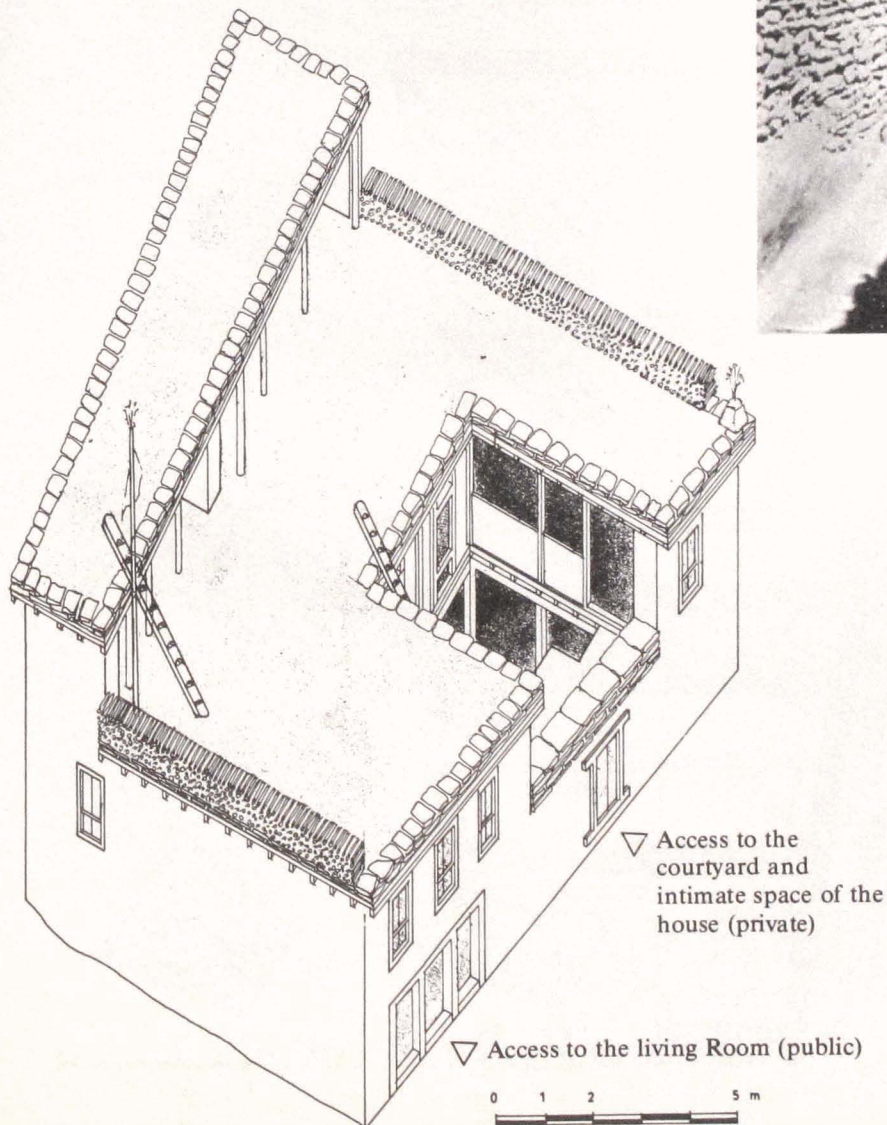 ▽ Access to the
courtyard and
intimate space of the
house (private)
▽ Access to the living Room (public)
0 1 2 5 m